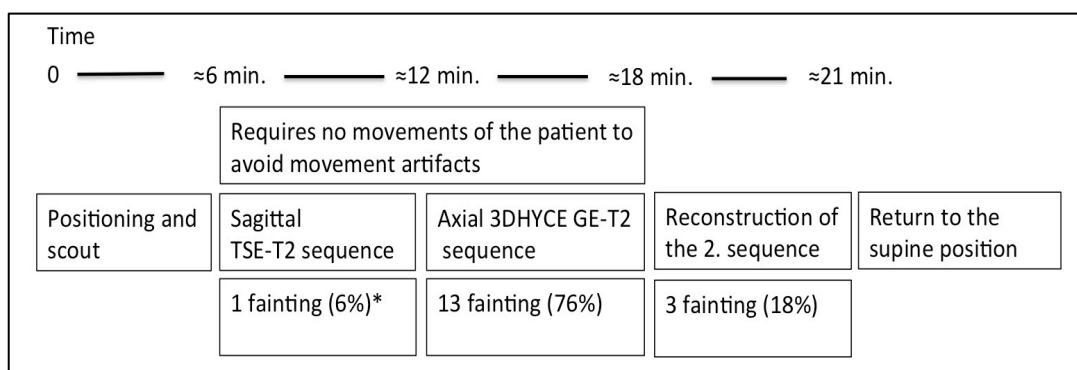 Time
0 ≈6 min. ≈12 min. ≈18 min. ≈21 min.
Requires no movements of the patient to
avoid movement artifacts
Positioning and
scout
Sagittal
TSE-T2 sequence
Axial 3DHYCE GE-T2
sequence
Reconstruction of
the 2. sequence
Return to the
supine position
1 fainting (6%)*
13 fainting (76%)
3 fainting (18%)